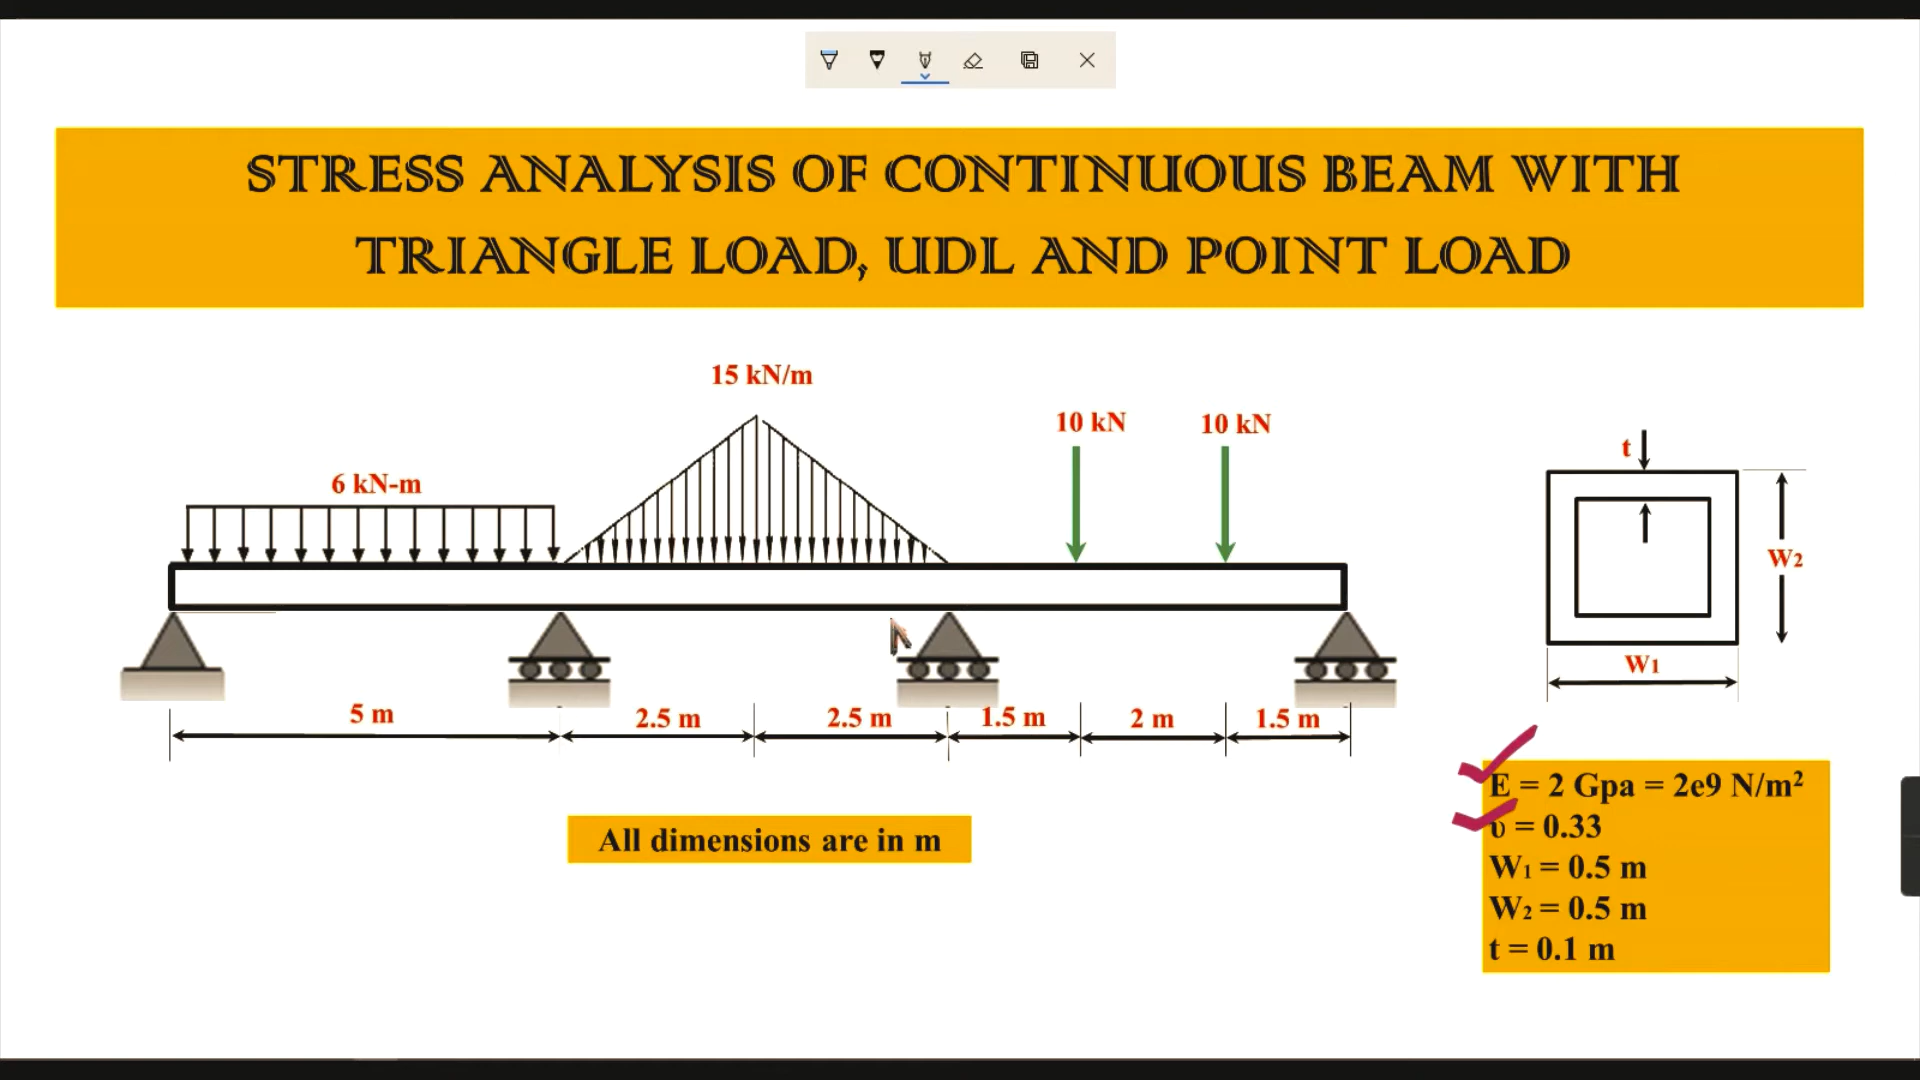 STRESS ANALYSIS OF CONTINUOUS BEAM WITH
TRIANGLE LOAD, UDL AND POINT LOAD
15 kN/m
10 kN
10 kN
6 kN-m
t
W2
W1
5 m
2.5 m
2.5 m
1.5 m
2 m
1.5 m
All dimensions are in m
E = 2 Gpa = 2e9 N/m²
υ = 0.33
W1 = 0.5 m
W2 = 0.5 m
t = 0.1 m